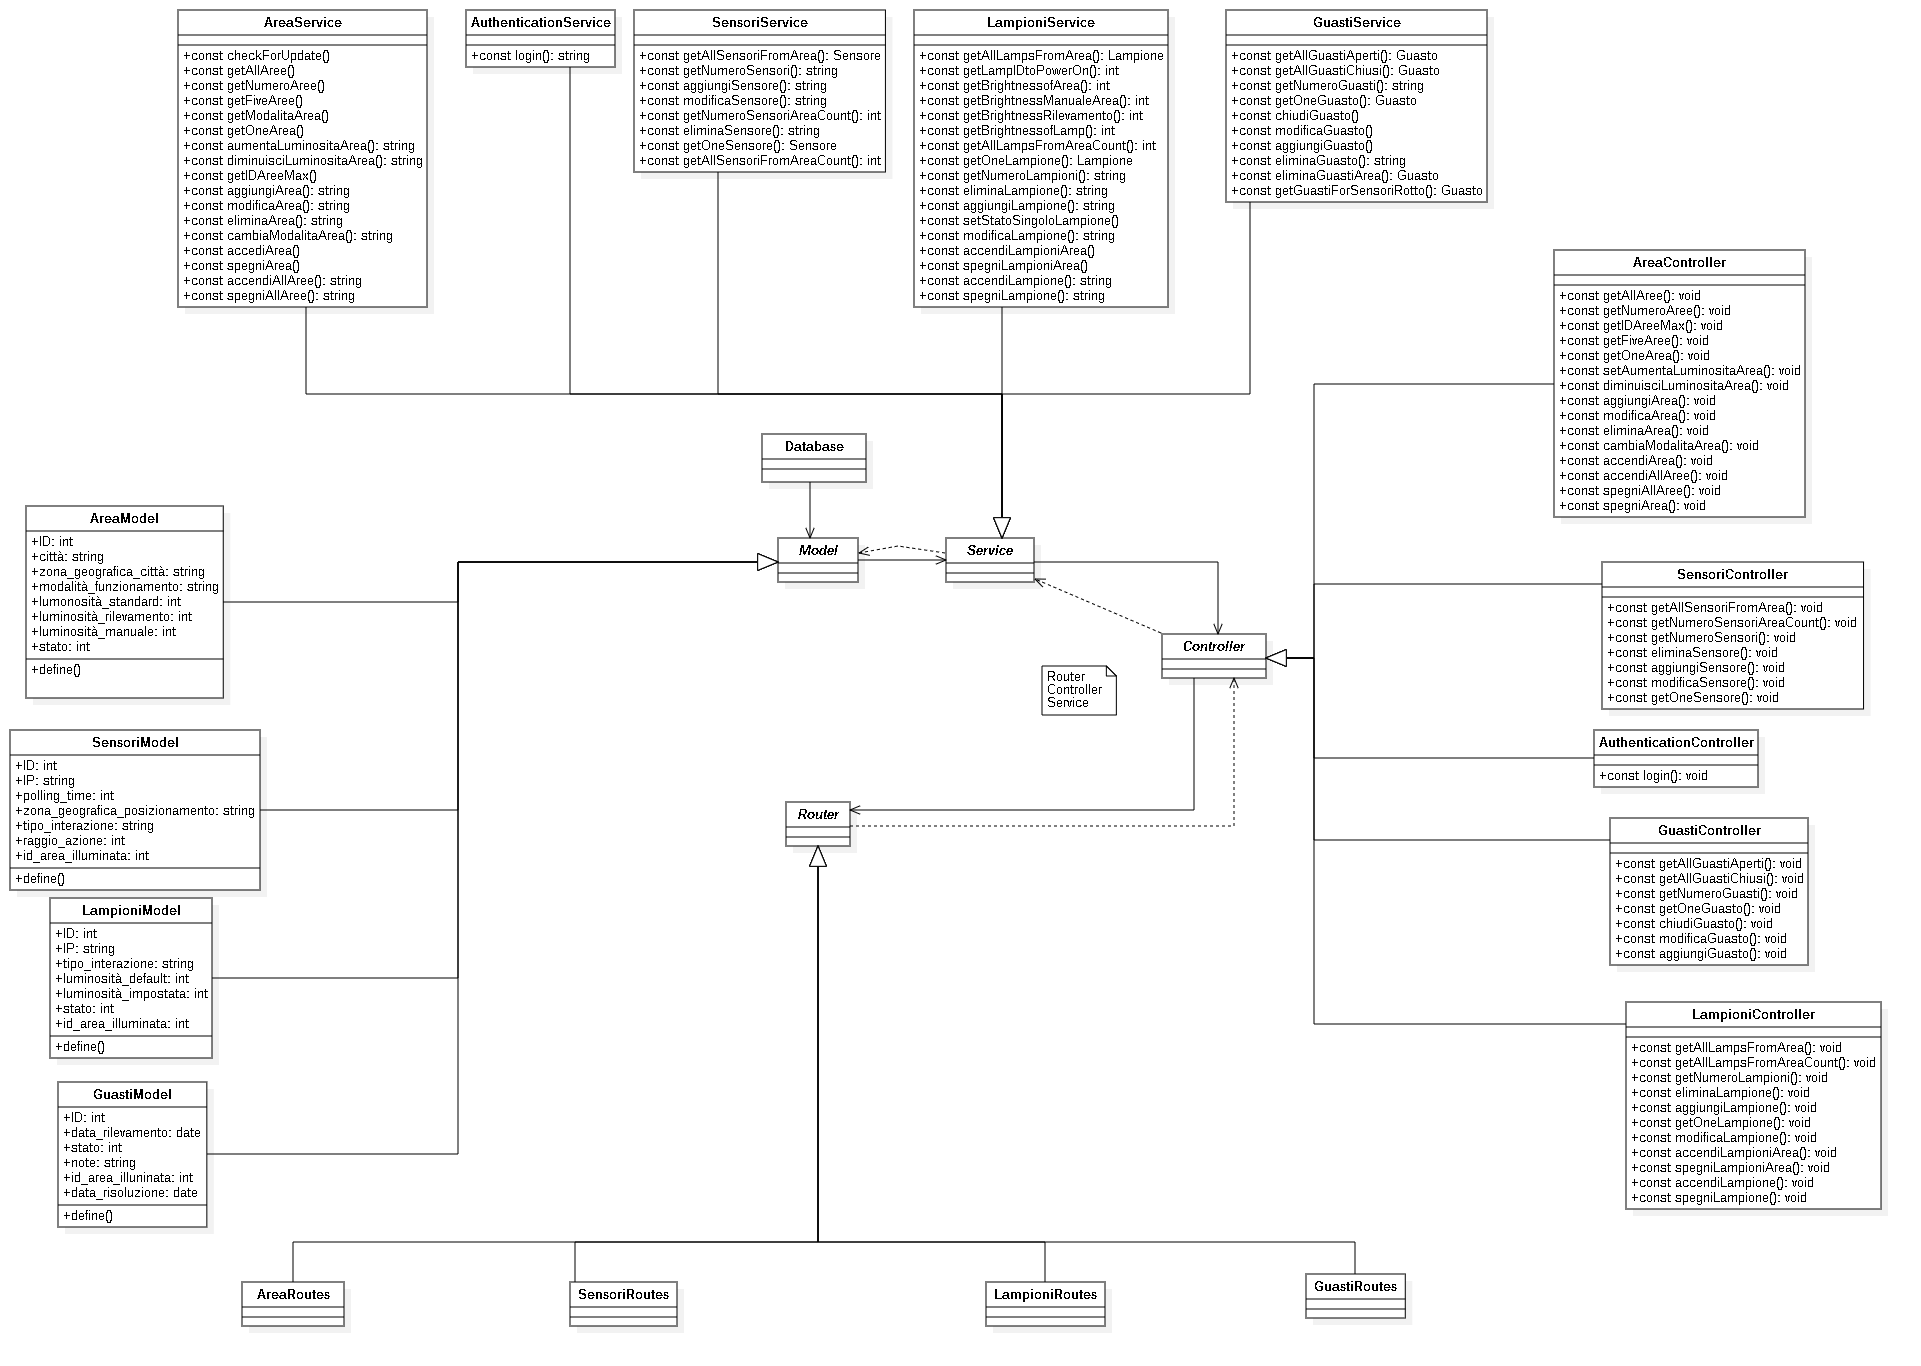 AreaService
+const checkForUpdate()
+const getAllAree()
+const getNumeroAree()
+const getFiveAree()
+const getModalitaArea()
+const getOneArea()
+const aumentaLuminositaArea(): string
+const diminuisciLuminositaArea(): string
+const getIDAreeMax()
+const aggiungiArea(): string
+const modificaArea(): string
+const eliminaArea(): string
+const cambiaModalitaArea(): string
+const accediArea()
+const spegniArea()
+const accendiAllAree(): string
+const spegniAllAree(): string
AuthenticationService
+const login(): string
SensoriService
+const getAllSensoriFromArea(): Sensore
+const getNumeroSensori(): string
+const aggiungiSensore(): string
+const modificaSensore(): string
+const getNumeroSensoriAreaCount(): int
+const eliminaSensore(): string
+const getOneSensore(): Sensore
+const getAllSensoriFromAreaCount(): int
LampioniService
+const getAllLampsFromArea(): Lampione
+const getLampIDtoPowerOn(): int
+const getBrightnessofArea(): int
+const getBrightnessManualeArea(): int
+const getBrightnessRilevamento(): int
+const getBrightnessofLamp(): int
+const getAllLampsFromAreaCount(): int
+const getOneLampione(): Lampione
+const getNumeroLampioni(): string
+const eliminaLampione(): string
+const aggiungiLampione(): string
+const setStatoSingoloLampione()
+const modificaLampione(): string
+const accendiLampioniArea()
+const spegniLampioniArea()
+const accendiLampione(): string
+const spegniLampione(): string
GuastiService
+const getAllGuastiAperti(): Guasto
+const getAllGuastiChiusi(): Guasto
+const getNumeroGuasti(): string
+const getOneGuasto(): Guasto
+const chiudiGuasto()
+const modificaGuasto()
+const aggiungiGuasto()
+const eliminaGuasto(): string
+const eliminaGuastiArea(): Guasto
+const getGuastiForSensoriRotto(): Guasto
AreaController
+const getAllAree(): void
+const getNumeroAree(): void
+const getIDAreeMax(): void
+const getFiveAree(): void
+const getOneArea(): void
+const setAumentaLuminositaArea(): void
+const diminuisciLuminositaArea(): void
+const aggiungiArea(): void
+const modificaArea(): void
+const eliminaArea(): void
+const cambiaModalitaArea(): void
+const accendiArea(): void
+const accendiAllAree(): void
+const spegniAllAree(): void
+const spegniArea(): void
Database
Model
Service
AreaModel
+ID: int
+città: string
+zona_geografica_città: string
+modalità_funzionamento: string
+lumonosità_standard: int
+luminosità_rilevamento: int
+luminosità_manuale: int
+stato: int
+define()
SensoriController
+const getAllSensoriFromArea(): void
+const getNumeroSensoriAreaCount(): void
+const getNumeroSensori(): void
+const eliminaSensore(): void
+const aggiungiSensore(): void
+const modificaSensore(): void
+const getOneSensore(): void
Controller
Router
Controller
Service
SensoriModel
+ID: int
+IP: string
+polling_time: int
+zona_geografica_posizionamento: string
+tipo_interazione: string
+raggio_azione: int
+id_area_illuminata: int
+define()
AuthenticationController
+const login(): void
Router
GuastiController
+const getAllGuastiAperti(): void
+const getAllGuastiChiusi(): void
+const getNumeroGuasti(): void
+const getOneGuasto(): void
+const chiudiGuasto(): void
+const modificaGuasto(): void
+const aggiungiGuasto(): void
LampioniModel
+ID: int
+IP: string
+tipo_interazione: string
+luminosità_default: int
+luminosità_impostata: int
+stato: int
+id_area_illuminata: int
+define()
LampioniController
+const getAllLampsFromArea(): void
+const getAllLampsFromAreaCount(): void
+const getNumeroLampioni(): void
+const eliminaLampione(): void
+const aggiungiLampione(): void
+const getOneLampione(): void
+const modificaLampione(): void
+const accendiLampioniArea(): void
+const spegniLampioniArea(): void
+const accendiLampione(): void
+const spegniLampione(): void
GuastiModel
+ID: int
+data_rilevamento: date
+stato: int
+note: string
+id_area_illuninata: int
+data_risoluzione: date
+define()
AreaRoutes
SensoriRoutes
LampioniRoutes
GuastiRoutes